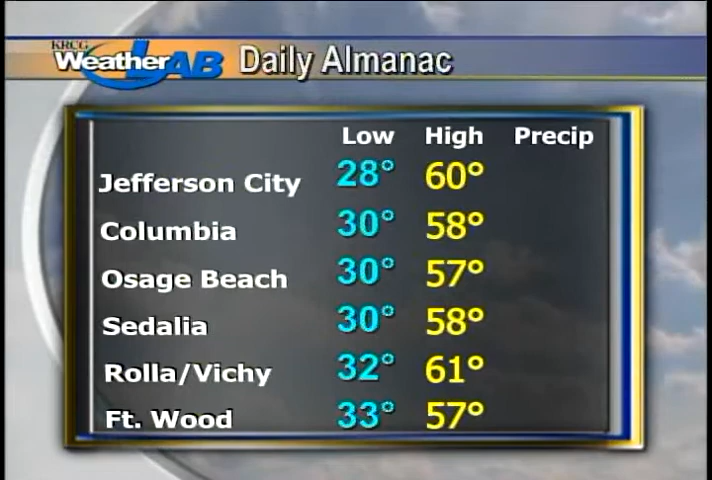 KRCG
WeatherLAB Daily Almanac
Low High Precip
Jefferson City 28° 60°
Columbia 30° 58°
Osage Beach 30° 57°
Sedalia 30° 58°
Rolla/Vichy 32° 61°
Ft. Wood 33° 57°